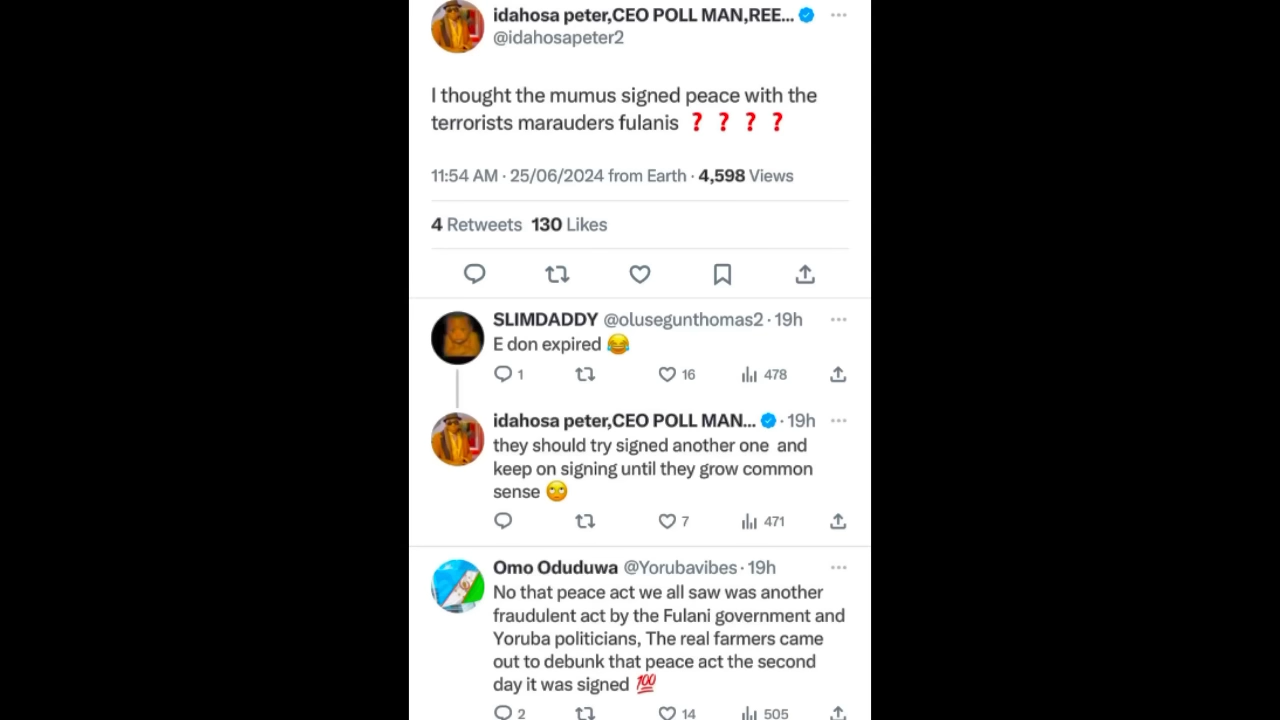 idahosa peter,CEO POLL MAN,REE...
@idahosapeter2
I thought the mumus signed peace with the
terrorists marauders fulanis ❓ ❓ ❓ ❓
11:54 AM · 25/06/2024 from Earth · 4,598 Views
4 Retweets 130 Likes
SLIMDADDY @olusegunthomas2 · 19h
E don expired 😂
1 16 478
idahosa peter,CEO POLL MAN... · 19h
they should try signed another one and
keep on signing until they grow common
sense 🙄
7 471
Omo Oduduwa @Yorubavibes · 19h
No that peace act we all saw was another
fraudulent act by the Fulani government and
Yoruba politicians, The real farmers came
out to debunk that peace act the second
day it was signed 💯
2 14 505